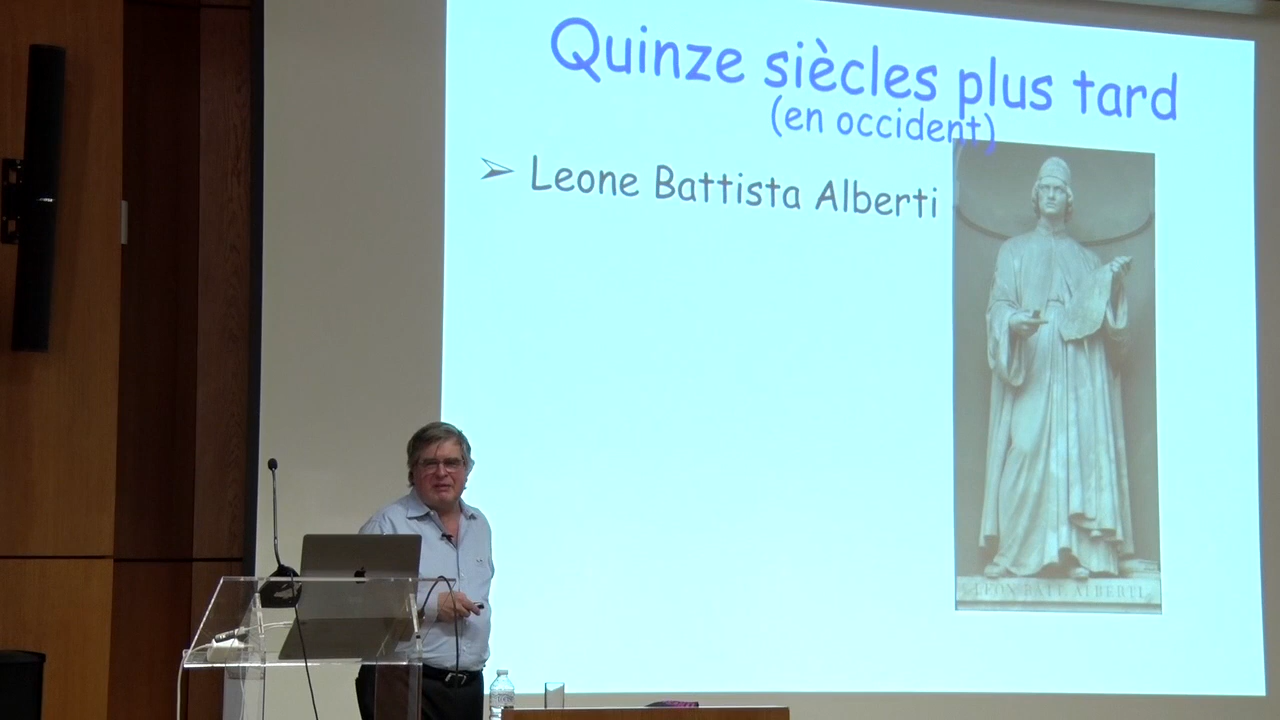 Quinze siècles plus tard
(en occident)
➢ Leone Battista Alberti
LEON BATT. ALBERTI.